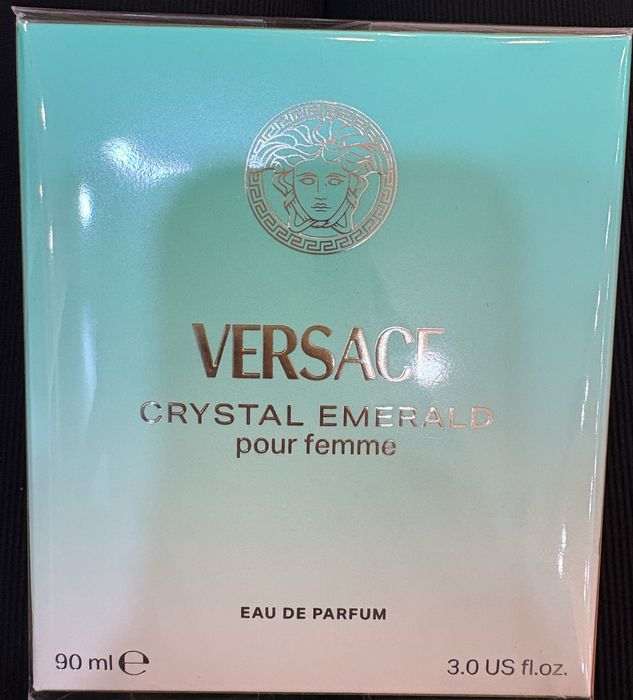 VERSACE
CRYSTAL EMERALD
pour femme
EAU DE PARFUM
90 ml ℮
3.0 US fl.oz.